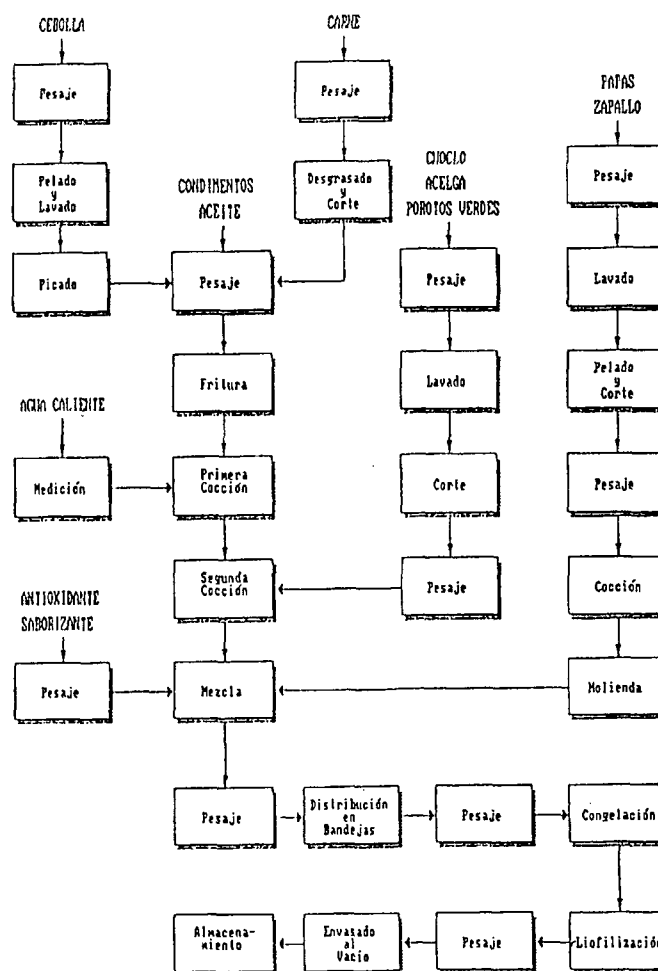 CEBOLLA
CARNE
Pesaje
Pesaje
PAPAS
ZAPALLO
Pelado
y
Lavado
CONDIMENTOS
ACEITE
Desgrasado
y
Corte
CHOCLO
ACELGA
POROTOS VERDES
Pesaje
Picado
Pesaje
Pesaje
Lavado
Fritura
Lavado
Pelado
y
Corte
AGUA CALIENTE
Medición
Primera
Cocción
Corte
Pesaje
Segunda
Cocción
Pesaje
Cocción
ANTIOXIDANTE
SABORIZANTE
Pesaje
Mezcla
Molienda
Pesaje
Distribución
en
Bandejas
Pesaje
Congelación
Almacena-
miento
Envasado
al
Vacío
Pesaje
Liofilización